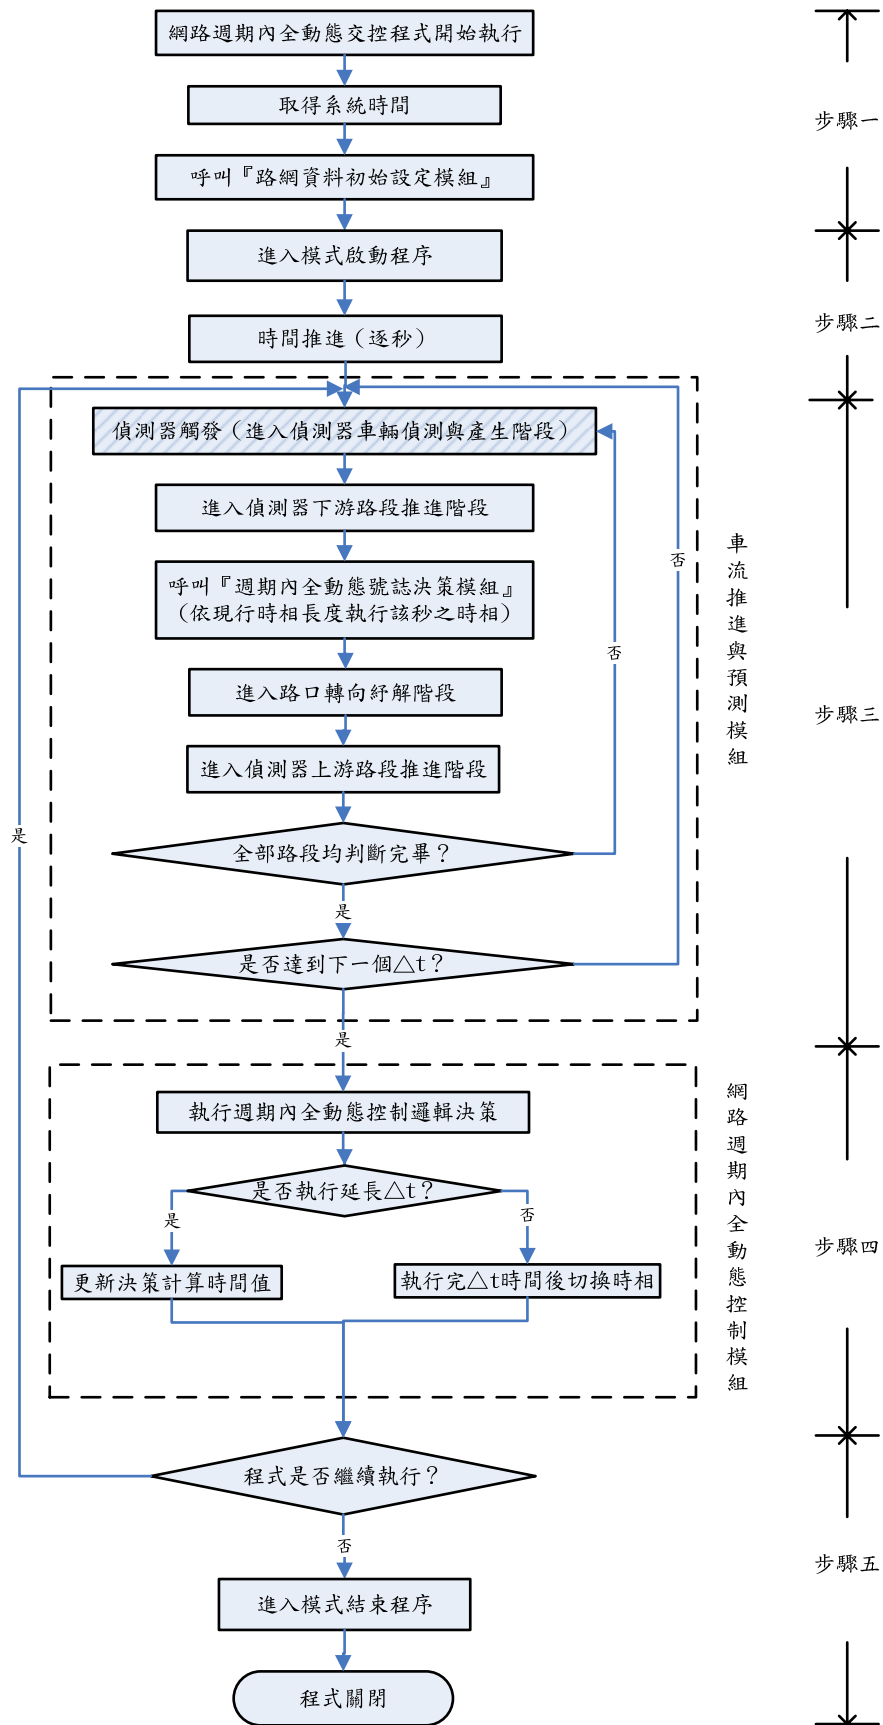 網路週期內全動態交控程式開始執行
取得系統時間
步驟一
呼叫『路網資料初始設定模組』
進入模式啟動程序
步驟二
時間推進（逐秒）
偵測器觸發（進入偵測器車輛偵測與產生階段）
進入偵測器下游路段推進階段
呼叫『週期內全動態號誌決策模組』
（依現行時相長度執行該秒之時相）
進入路口轉向紓解階段
進入偵測器上游路段推進階段
全部路段均判斷完畢？
否
是
是否達到下一個△t？
否
是
車流推進與預測模組
步驟三
執行週期內全動態控制邏輯決策
是否執行延長△t？
是
否
更新決策計算時間值
執行完△t時間後切換時相
網路週期內全動態控制模組
步驟四
程式是否繼續執行？
是
否
進入模式結束程序
步驟五
程式關閉